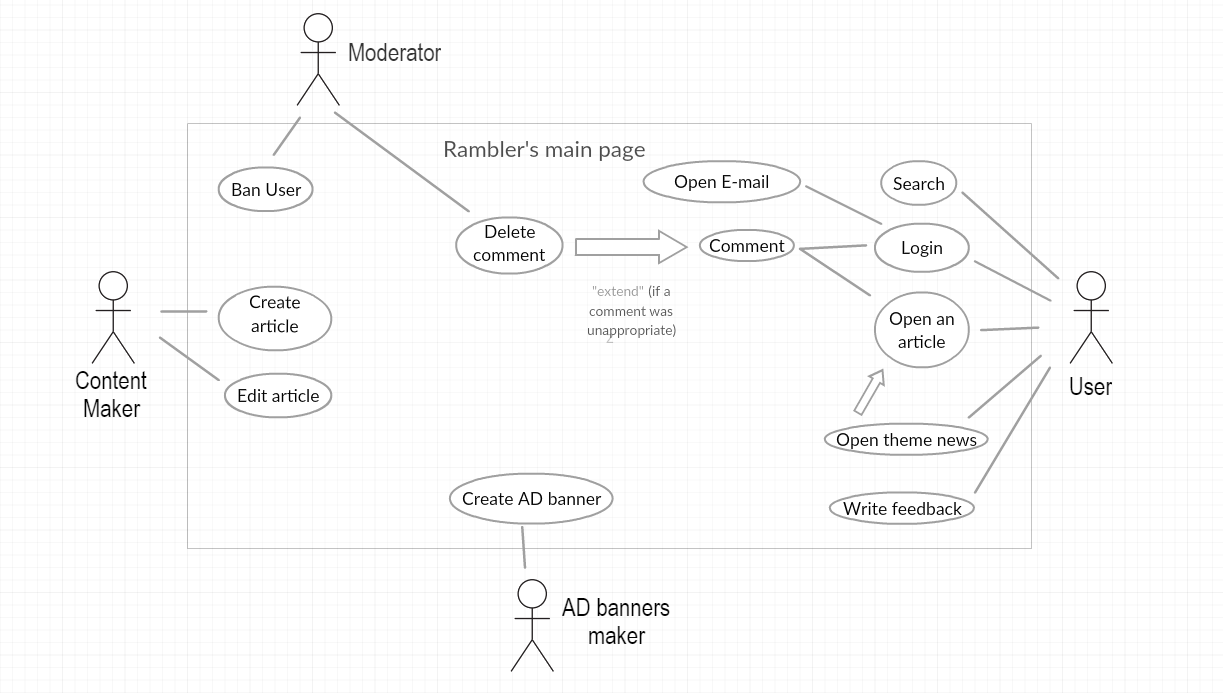 Moderator
Rambler's main page
Ban User
Open E-mail
Search
Delete
comment
Comment
Login
"extend" (if a
comment was
unappropriate)
Create
article
Open an
article
Content
Maker
User
Edit article
Open theme news
Create AD banner
Write feedback
AD banners
maker